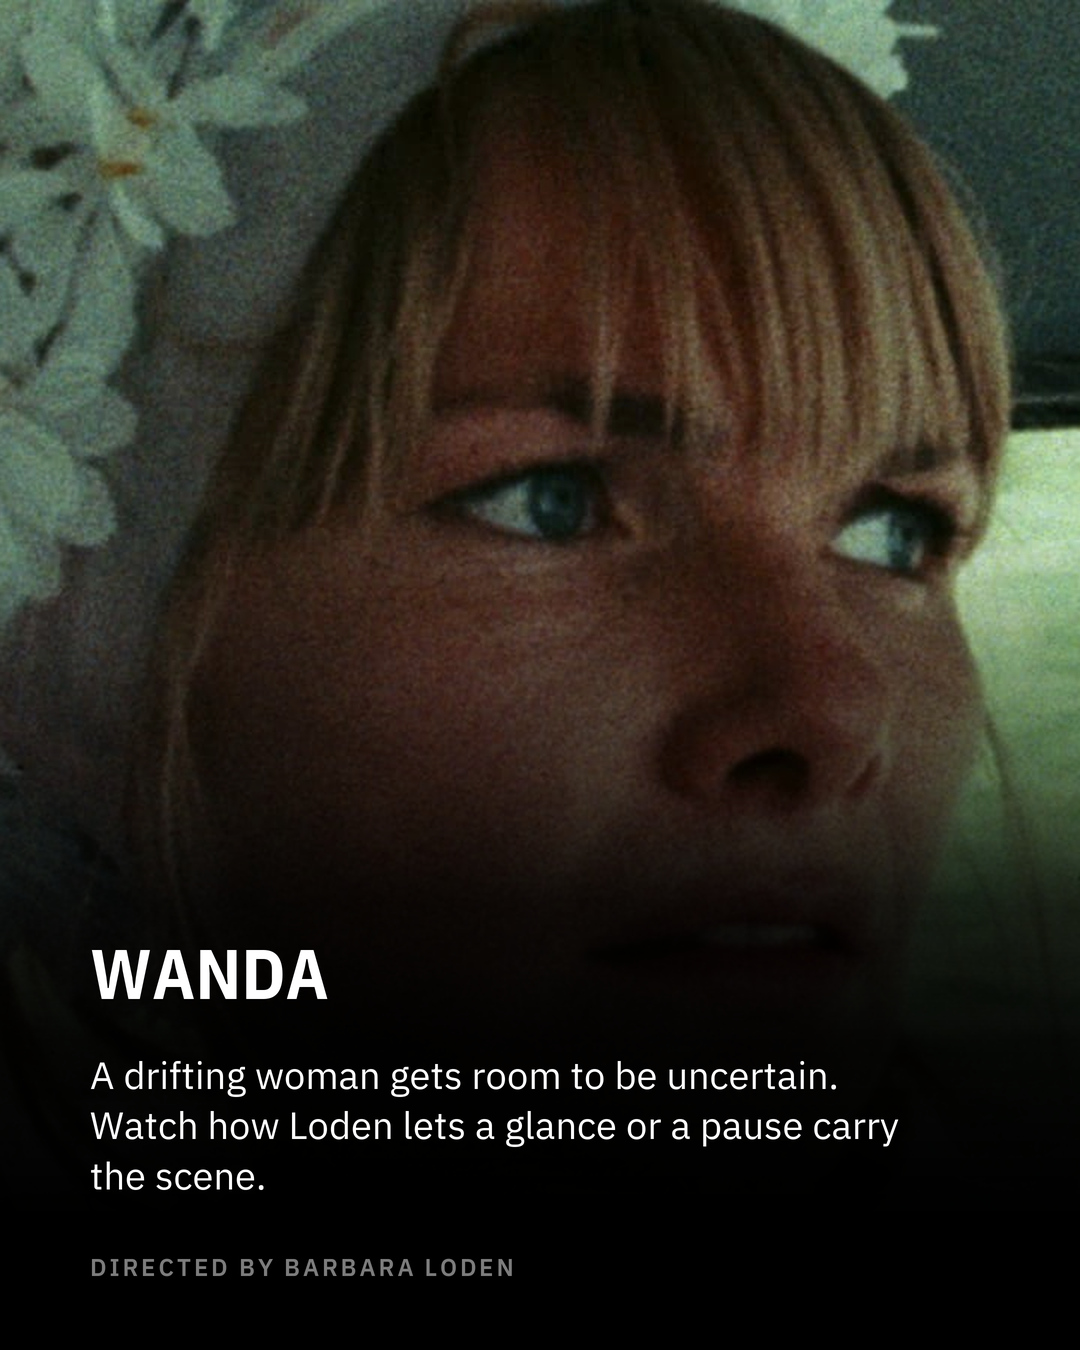 WANDA
A drifting woman gets room to be uncertain.
Watch how Loden lets a glance or a pause carry
the scene.
DIRECTED BY BARBARA LODEN